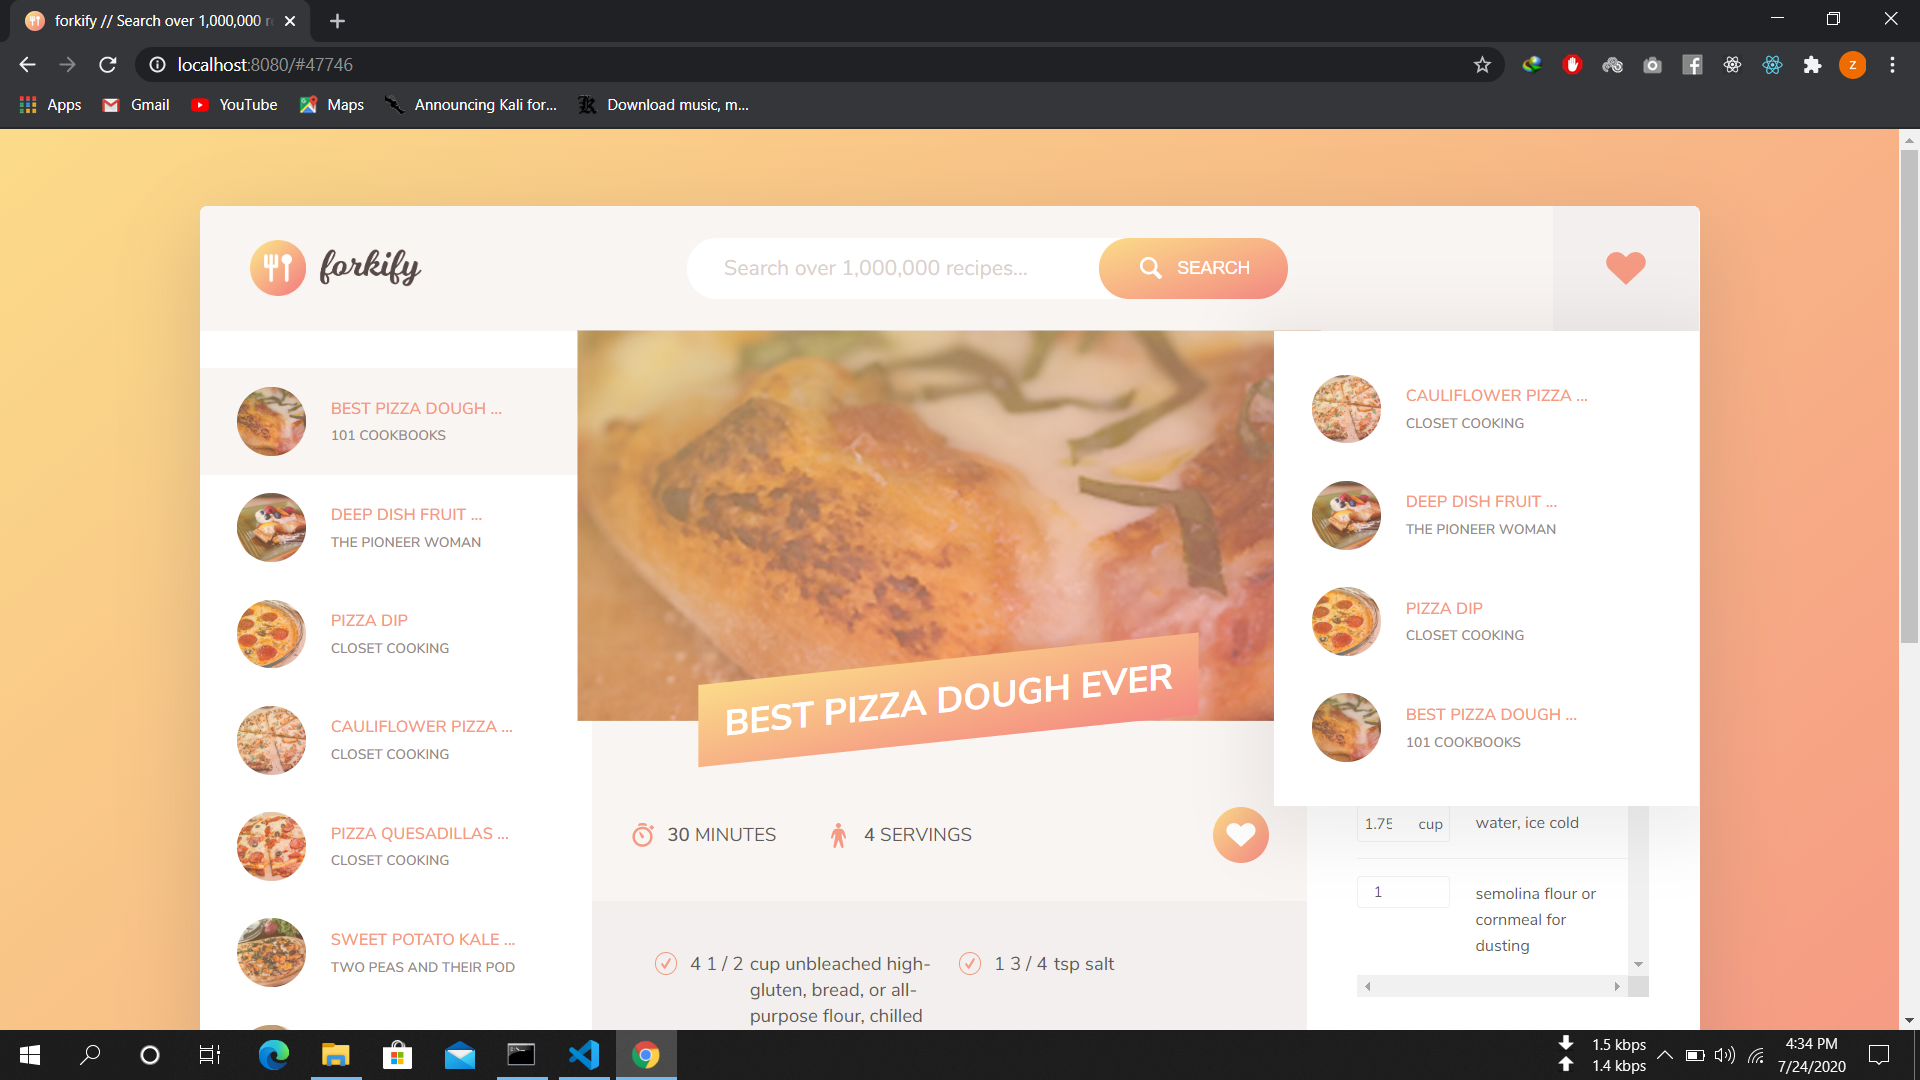 forkify // Search over 1,000,000 r
localhost:8080/#47746
Z
Apps
Gmail
YouTube
Maps
Announcing Kali for...
Download music, m...
forkify
Search over 1,000,000 recipes...
SEARCH
BEST PIZZA DOUGH ...
101 COOKBOOKS
DEEP DISH FRUIT ...
THE PIONEER WOMAN
PIZZA DIP
CLOSET COOKING
CAULIFLOWER PIZZA ...
CLOSET COOKING
PIZZA QUESADILLAS ...
CLOSET COOKING
SWEET POTATO KALE ...
TWO PEAS AND THEIR POD
BEST PIZZA DOUGH EVER
30 MINUTES
4 SERVINGS
4 1 / 2 cup unbleached high-
gluten, bread, or all-
purpose flour, chilled
1 3 / 4 tsp salt
CAULIFLOWER PIZZA ...
CLOSET COOKING
DEEP DISH FRUIT ...
THE PIONEER WOMAN
PIZZA DIP
CLOSET COOKING
BEST PIZZA DOUGH ...
101 COOKBOOKS
1.75 cup water, ice cold
1 semolina flour or
cornmeal for
dusting
1.5 kbps
1.4 kbps
4:34 PM
7/24/2020